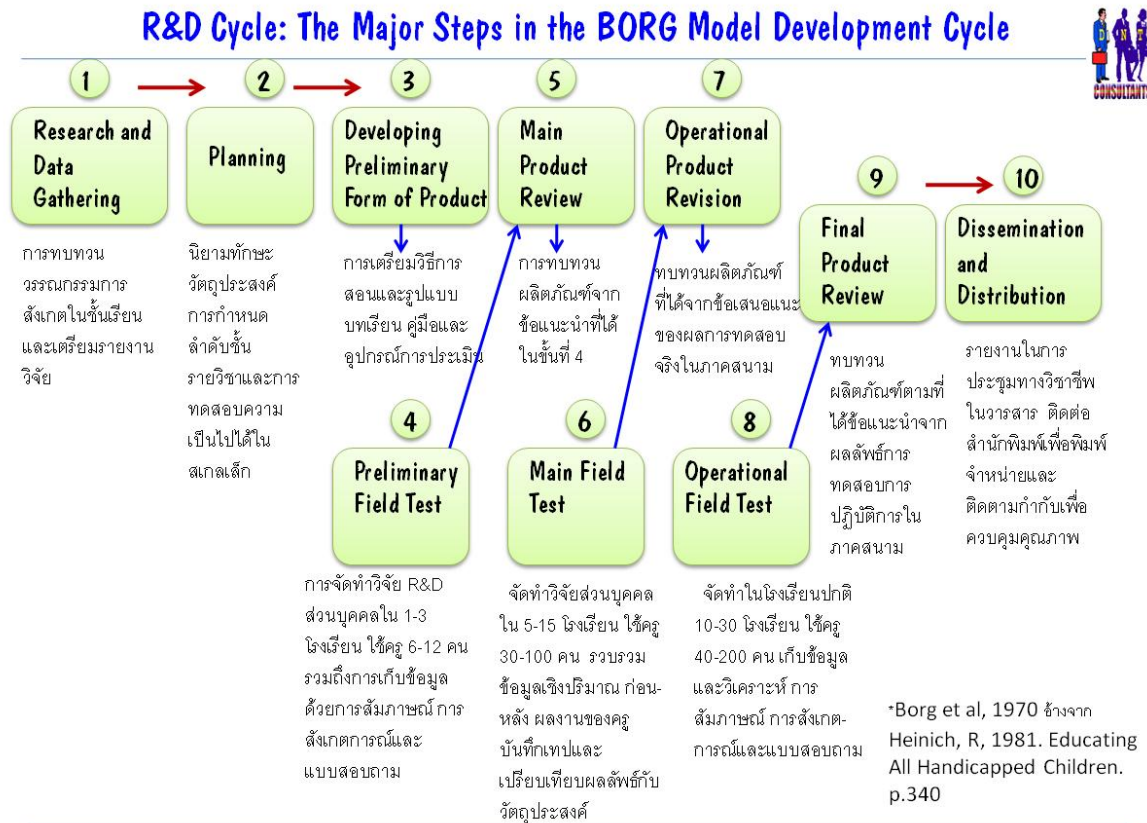 R&D Cycle: The Major Steps in the BORG Model Development Cycle
D N T
CONSULTANTS
1
Research and
Data
Gathering
การทบทวน
วรรณกรรมการ
สังเกตในชั้นเรียน
และเตรียมรายงาน
วิจัย
2
Planning
นิยามทักษะ
วัตถุประสงค์
การกำหนด
ลำดับชั้น
รายวิชาและการ
ทดสอบความ
เป็นไปได้ใน
สเกลเล็ก
3
Developing
Preliminary
Form of Product
การเตรียมวิธีการ
สอนและรูปแบบ
บทเรียน คู่มือและ
อุปกรณ์การประเมิน
4
Preliminary
Field Test
การจัดทำวิจัย R&D
ส่วนบุคคลใน 1-3
โรงเรียน ใช้ครู 6-12 คน
รวมถึงการเก็บข้อมูล
ด้วยการสัมภาษณ์ การ
สังเกตการณ์และ
แบบสอบถาม
5
Main
Product
Review
การทบทวน
ผลิตภัณฑ์จาก
ข้อแนะนำที่ได้
ในขั้นที่ 4
6
Main Field
Test
จัดทำวิจัยส่วนบุคคล
ใน 5-15 โรงเรียน ใช้ครู
30-100 คน รวบรวม
ข้อมูลเชิงปริมาณ ก่อน-
หลัง ผลงานของครู
บันทึกเทปและ
เปรียบเทียบผลลัพธ์กับ
วัตถุประสงค์
7
Operational
Product
Revision
ทบทวนผลิตภัณฑ์
ที่ได้จากข้อเสนอแนะ
ของผลการทดสอบ
จริงในภาคสนาม
8
Operational
Field Test
จัดทำในโรงเรียนปกติ
10-30 โรงเรียน ใช้ครู
40-200 คน เก็บข้อมูล
และวิเคราะห์ การ
สัมภาษณ์ การสังเกต-
การณ์และแบบสอบถาม
9
Final
Product
Review
ทบทวน
ผลิตภัณฑ์ตามที่
ได้ข้อแนะนำจาก
ผลลัพธ์การ
ทดสอบการ
ปฏิบัติการใน
ภาคสนาม
10
Dissemination
and
Distribution
รายงานในการ
ประชุมทางวิชาชีพ
ในวารสาร ติดต่อ
สำนักพิมพ์เพื่อพิมพ์
จำหน่ายและ
ติดตามกำกับเพื่อ
ควบคุมคุณภาพ
*Borg et al, 1970 อ้างจาก
Heinich, R, 1981. Educating
All Handicapped Children.
p.340